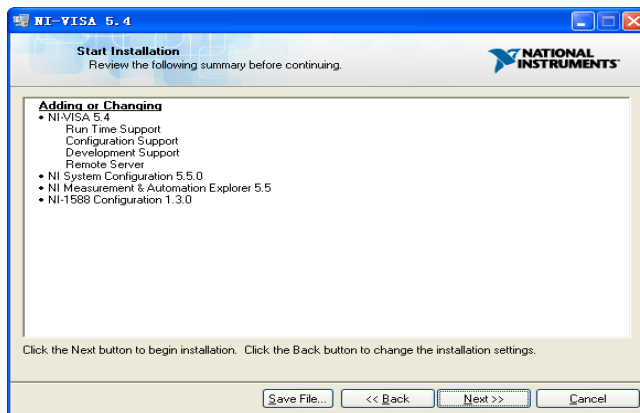 NI-VISA 5.4
Start Installation
Review the following summary before continuing.
NATIONAL
INSTRUMENTS
Adding or Changing
• NI-VISA 5.4
Run Time Support
Configuration Support
Development Support
Remote Server
• NI System Configuration 5.5.0
• NI Measurement & Automation Explorer 5.5
• NI-1588 Configuration 1.3.0
Click the Next button to begin installation. Click the Back button to change the installation settings.
Save File... << Back Next >> Cancel